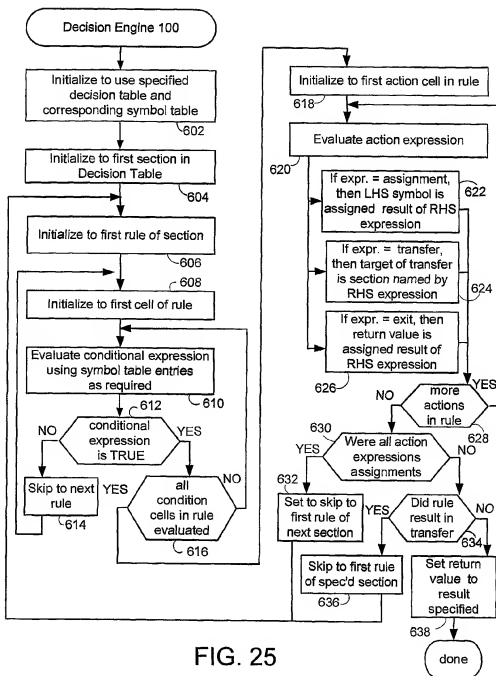 Decision Engine 100
Initialize to use specified
decision table and
corresponding symbol table
602
Initialize to first section in
Decision Table
604
Initialize to first rule of section
606
608
Initialize to first cell of rule
Evaluate conditional expression
using symbol table entries
as required
610
612
conditional
expression
is TRUE
NO
YES
Skip to next
rule
614
YES
all
condition
cells in rule
evaluated
NO
616
Initialize to first action cell in rule
618
Evaluate action expression
620
If expr. = assignment,
then LHS symbol is
assigned result of RHS
expression
622
If expr. = transfer,
then target of transfer
is section named by
RHS expression
624
If expr. = exit, then
return value is
assigned result of
RHS expression
626
NO
more
actions
in rule
YES
628
630
Were all action
expressions
assignments
YES
NO
632
Set to skip to
first rule of
next section
YES
Did rule
result in
transfer
NO
634
Skip to first rule
of spec'd section
636
Set return
value to
result
specified
638
done
FIG. 25